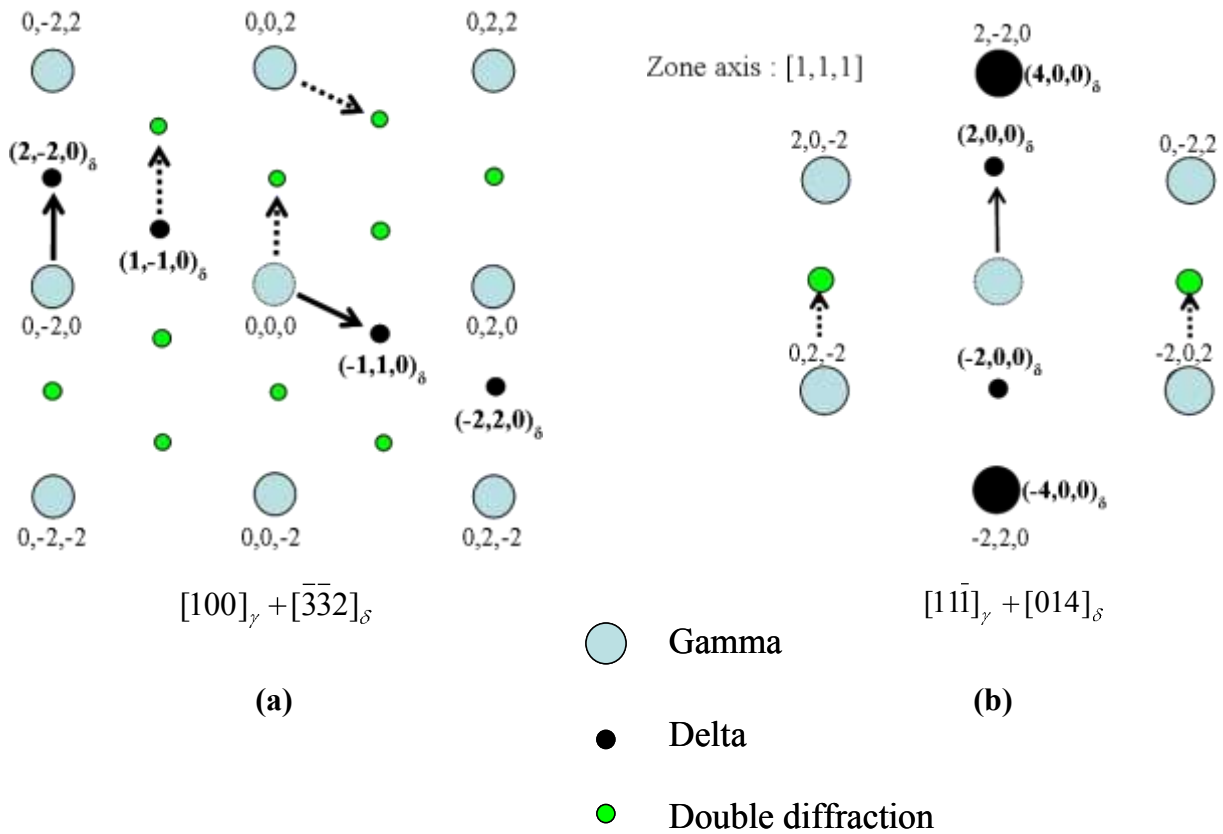 0,-2,2 0,0,2 0,2,2
(2,-2,0)δ
(1,-1,0)δ
0,-2,0 0,0,0 0,2,0
(-1,1,0)δ
(-2,2,0)δ
0,-2,-2 0,0,-2 0,2,-2
[100]γ + [3̄3̄2]δ
(a)
2,-2,0
Zone axis : [1,1,1] (4,0,0)δ
2,0,-2 (2,0,0)δ 0,-2,2
0,2,-2 (-2,0,0)δ -2,0,2
(-4,0,0)δ
-2,2,0
[111̄]γ + [014]δ
(b)
Gamma
Delta
Double diffraction